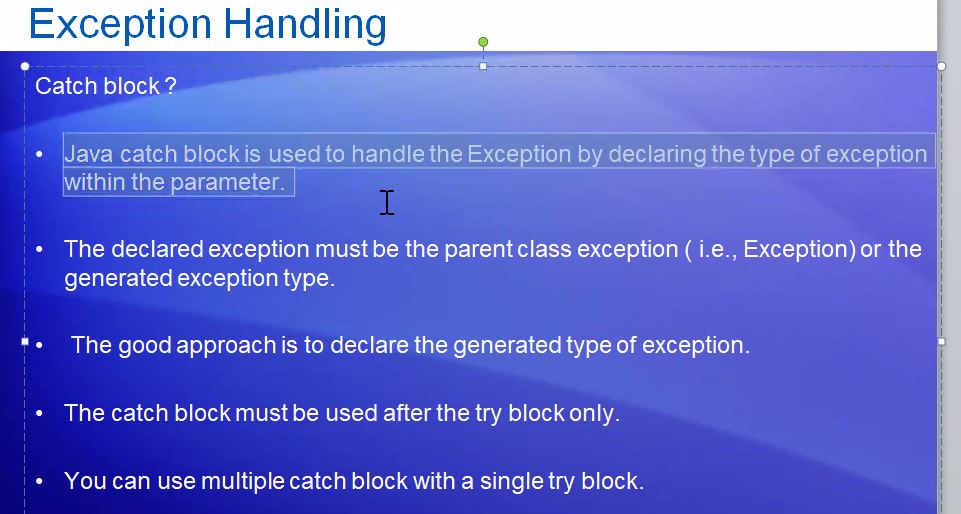 Exception Handling
Catch block ?
• Java catch block is used to handle the Exception by declaring the type of exception
within the parameter.
• The declared exception must be the parent class exception ( i.e., Exception) or the
generated exception type.
• The good approach is to declare the generated type of exception.
• The catch block must be used after the try block only.
• You can use multiple catch block with a single try block.